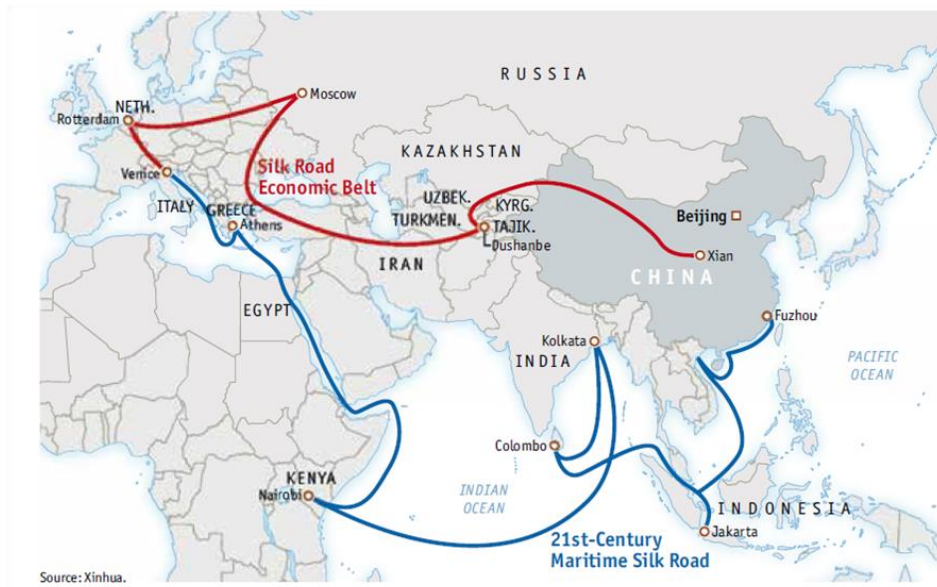 RUSSIA
Moscow
NETH.
Rotterdam
KAZAKHSTAN
Silk Road
Economic Belt
Venice
UZBEK.
KYRG.
ITALY
GREECE
Athens
TURKMEN.
TAJIK.
Dushanbe
Beijing
Xian
IRAN
CHINA
EGYPT
Fuzhou
Kolkata
INDIA
PACIFIC
OCEAN
Colombo
KENYA
Nairobi
INDIAN
OCEAN
INDONESIA
Jakarta
21st-Century
Maritime Silk Road
Source: Xinhua.